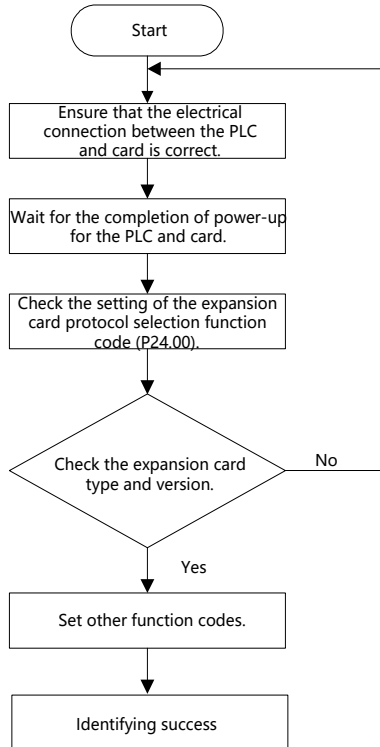 Start
Ensure that the electrical
connection between the PLC
and card is correct.
Wait for the completion of power-up
for the PLC and card.
Check the setting of the expansion
card protocol selection function
code (P24.00).
Check the expansion card
type and version.
No
Yes
Set other function codes.
Identifying success